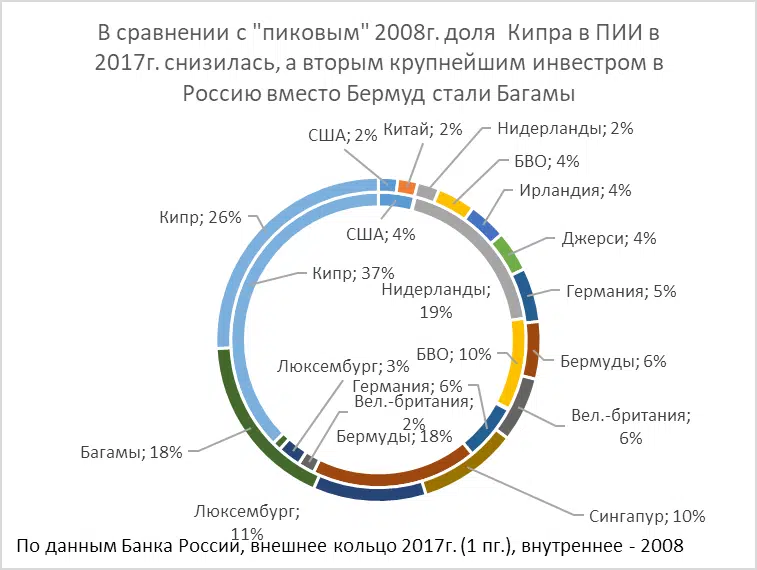 В сравнении с "пиковым" 2008г. доля Кипра в ПИИ в
2017г. снизилась, а вторым крупнейшим инвестром в
Россию вместо Бермуд стали Багамы
США; 2%
Китай; 2%
Нидерланды; 2%
БВО; 4%
Ирландия; 4%
Джерси; 4%
Германия; 5%
Бермуды; 6%
Вел.-британия;
6%
Сингапур; 10%
Люксембург;
11%
Багамы; 18%
Кипр; 26%
США; 4%
Нидерланды;
19%
БВО; 10%
Германия; 6%
Бермуды; 18%
Вел.-британия;
2%
Люксембург; 3%
Кипр; 37%
По данным Банка России, внешнее кольцо 2017г. (1 пг.), внутреннее - 2008